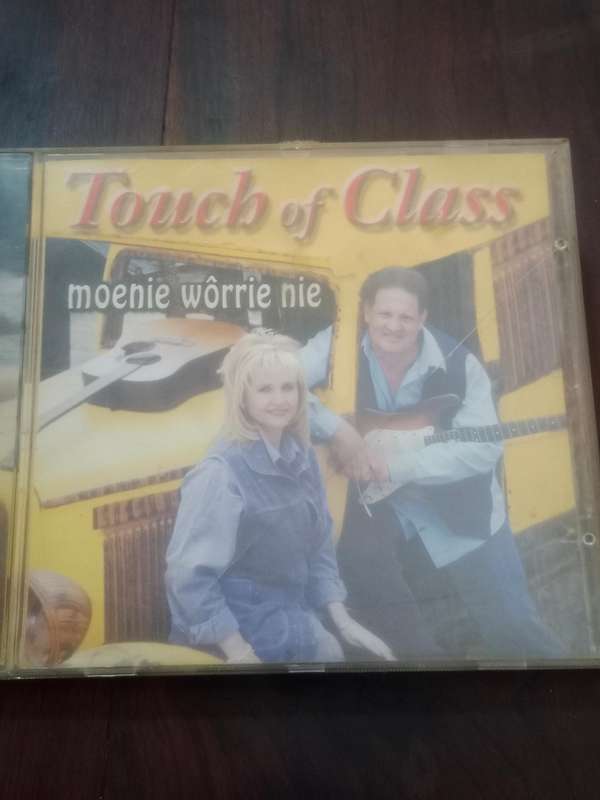 Touch of Class
moenie wôrrie nie